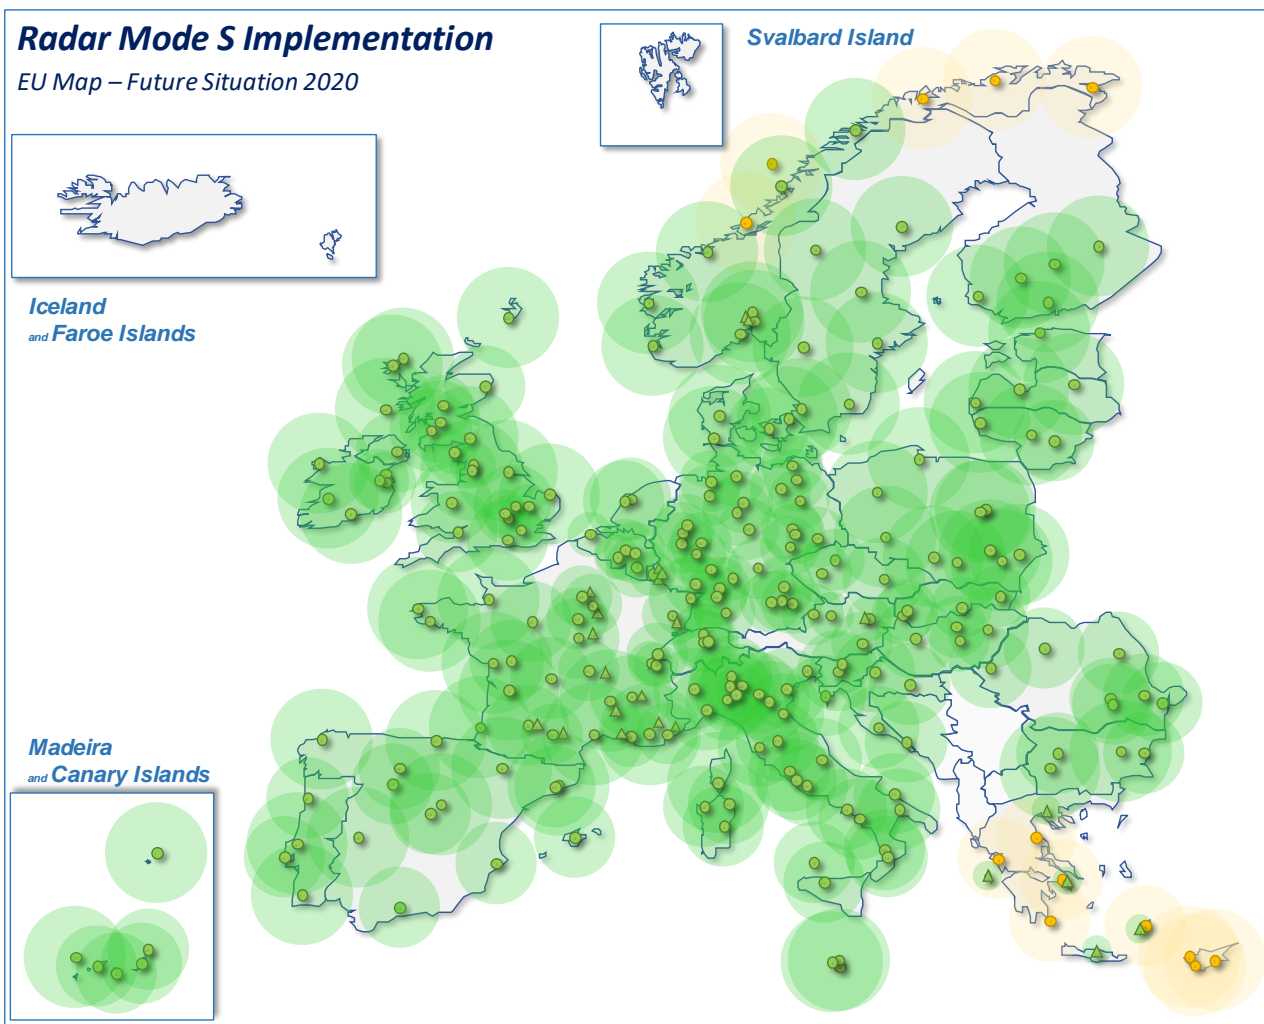 Radar Mode S Implementation
EU Map – Future Situation 2020
Svalbard Island
Iceland
and Faroe Islands
Madeira
and Canary Islands